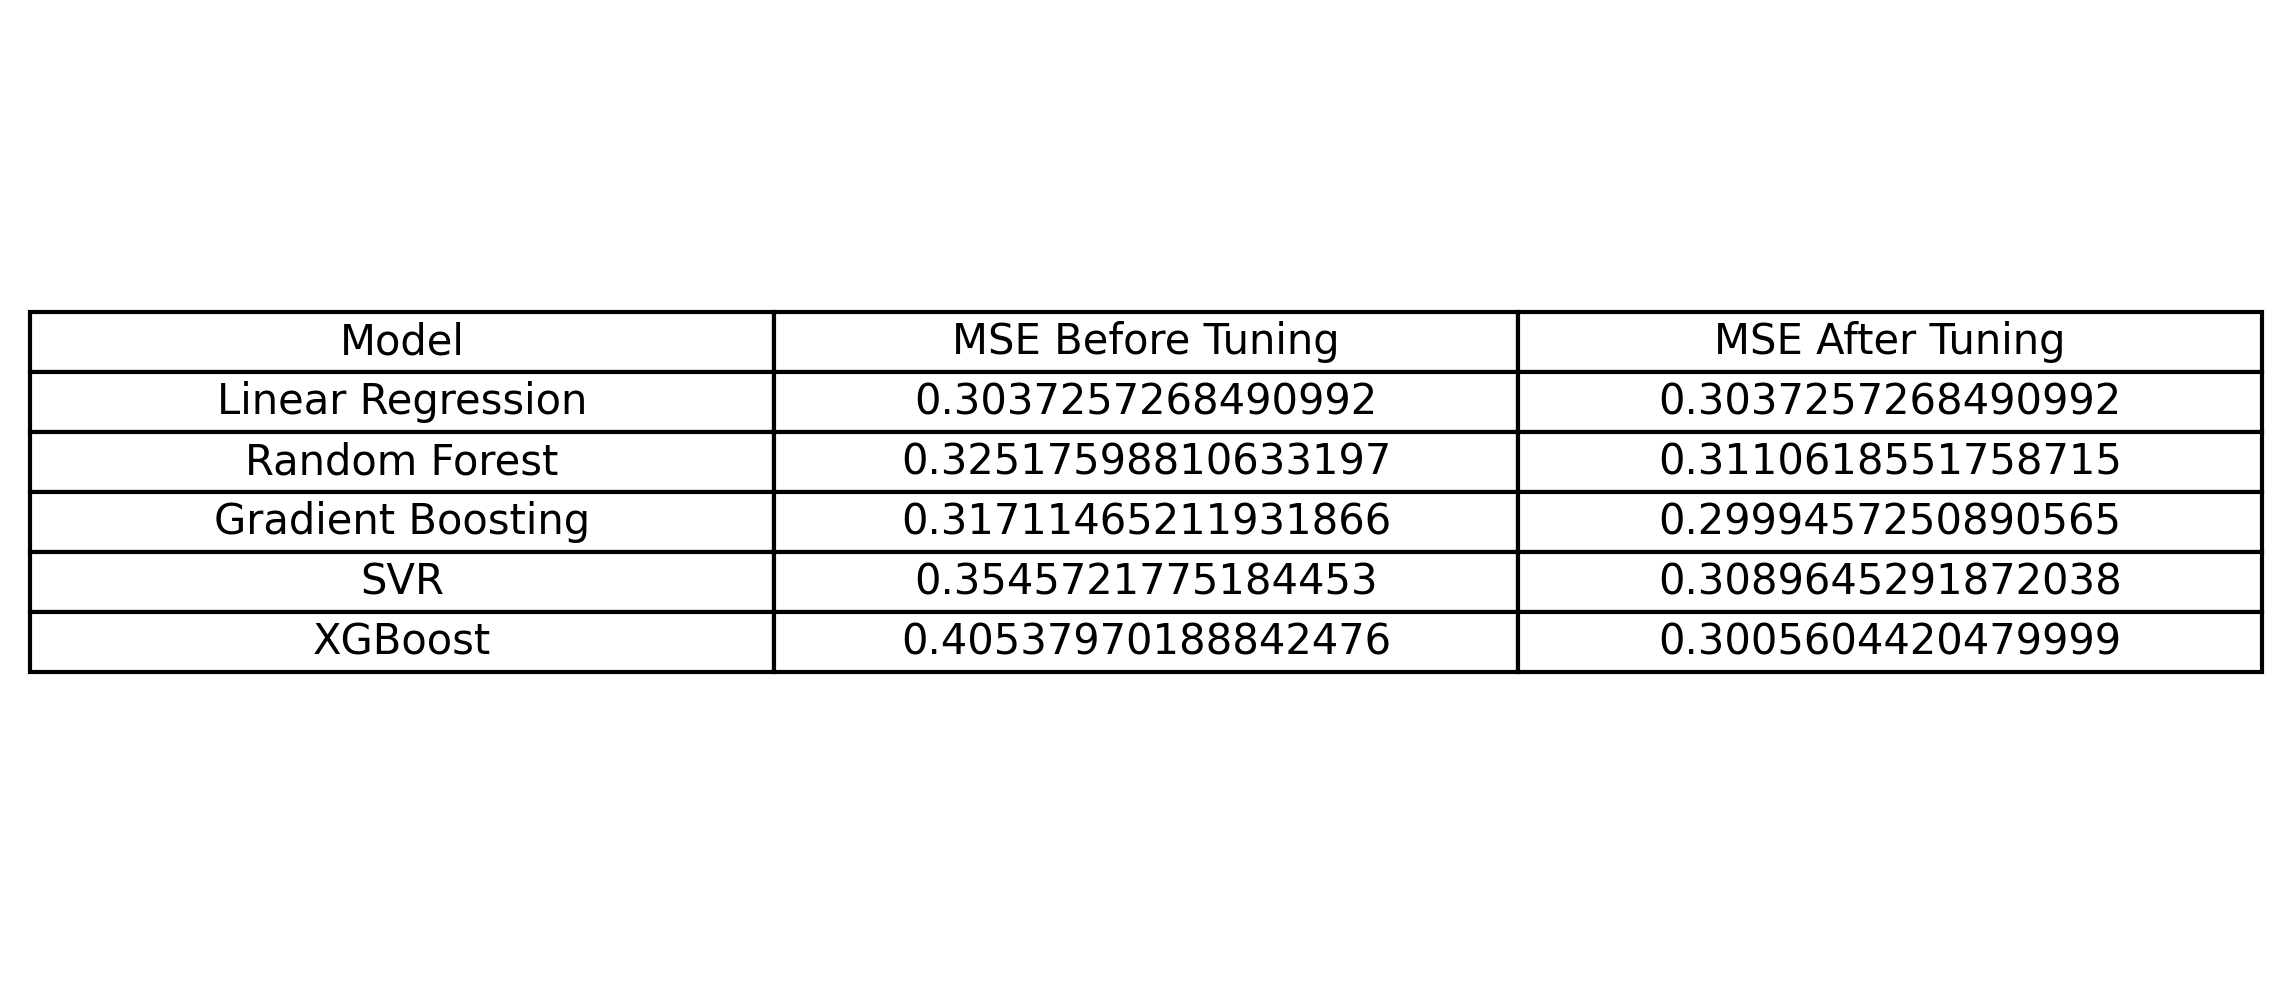 Model MSE Before Tuning MSE After Tuning
Linear Regression 0.3037257268490992 0.3037257268490992
Random Forest 0.32517598810633197 0.3110618551758715
Gradient Boosting 0.31711465211931866 0.2999457250890565
SVR 0.3545721775184453 0.3089645291872038
XGBoost 0.40537970188842476 0.3005604420479999